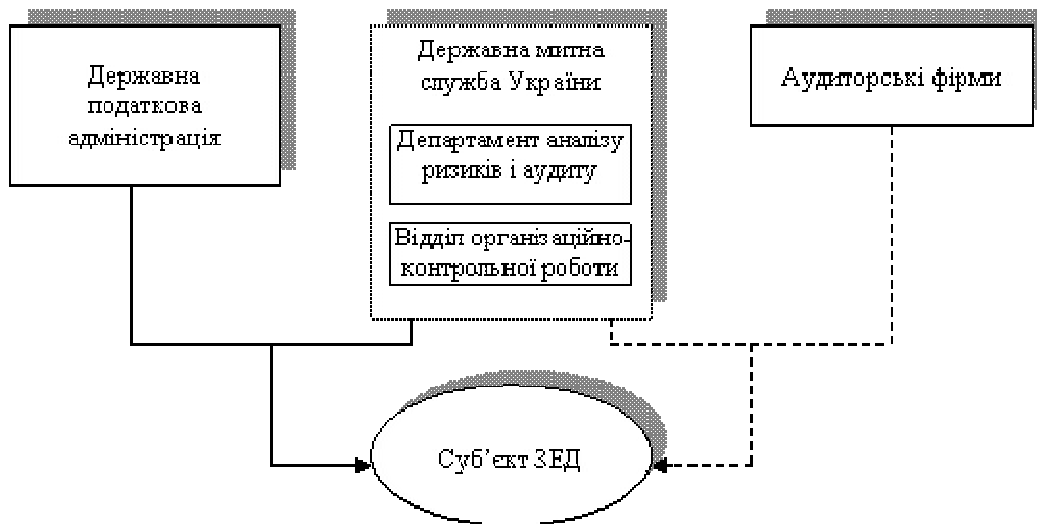 Державна
податкова
адміністрація
Державна митна
служба України
Департамент аналізу
ризиків і аудиту
Відділ організаційно-
контрольної роботи
Аудиторські фірми
Суб’єкт ЗЕД